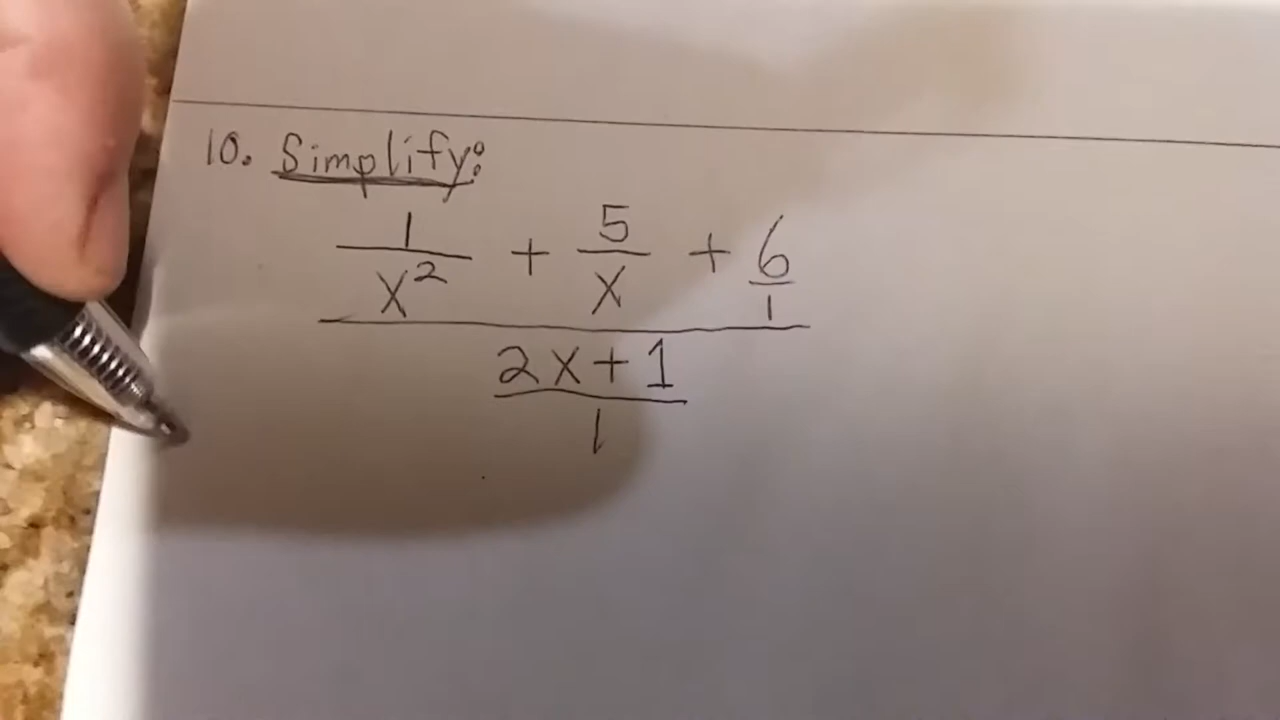 10. Simplify:
1/x² + 5/x + 6/1
2x+1/1